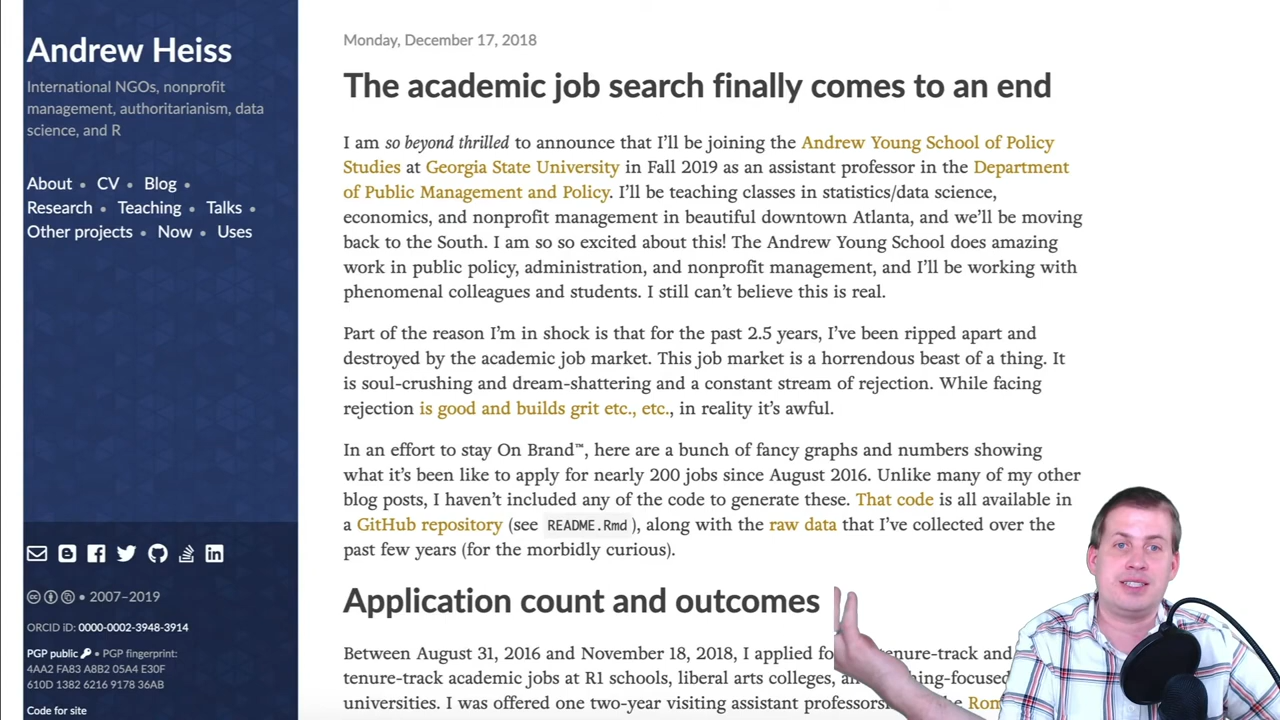 Andrew Heiss
International NGOs, nonprofit
management, authoritarianism, data
science, and R
About • CV • Blog •
Research • Teaching • Talks •
Other projects • Now • Uses
• 2007–2019
ORCID iD: 0000-0002-3948-3914
PGP public • PGP fingerprint:
4AA2 FA83 A8B2 05A4 E30F
610D 1382 6216 9178 36AB
Code for site
Monday, December 17, 2018
The academic job search finally comes to an end
I am so beyond thrilled to announce that I’ll be joining the Andrew Young School of Policy
Studies at Georgia State University in Fall 2019 as an assistant professor in the Department
of Public Management and Policy. I’ll be teaching classes in statistics/data science,
economics, and nonprofit management in beautiful downtown Atlanta, and we’ll be moving
back to the South. I am so so excited about this! The Andrew Young School does amazing
work in public policy, administration, and nonprofit management, and I’ll be working with
phenomenal colleagues and students. I still can’t believe this is real.
Part of the reason I’m in shock is that for the past 2.5 years, I’ve been ripped apart and
destroyed by the academic job market. This job market is a horrendous beast of a thing. It
is soul-crushing and dream-shattering and a constant stream of rejection. While facing
rejection is good and builds grit etc., etc., in reality it’s awful.
In an effort to stay On Brand™, here are a bunch of fancy graphs and numbers showing
what it’s been like to apply for nearly 200 jobs since August 2016. Unlike many of my other
blog posts, I haven’t included any of the code to generate these. That code is all available in
a GitHub repository (see README.Rmd), along with the raw data that I’ve collected over the
past few years (for the morbidly curious).
Application count and outcomes
Between August 31, 2016 and November 18, 2018, I applied tenure-track and
tenure-track academic jobs at R1 schools, liberal arts colleges,
universities. I was offered one two-year visiting assistant